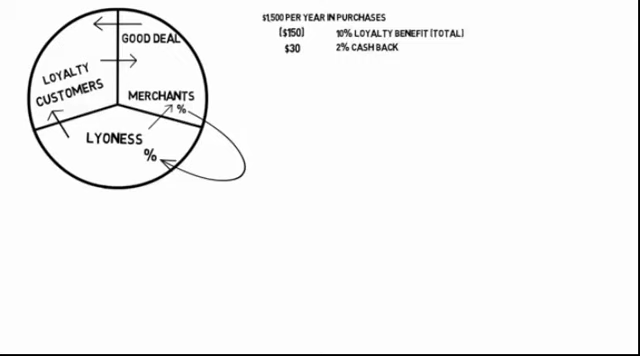 GOOD DEAL
LOYALTY
CUSTOMERS
MERCHANTS
%
LYONESS
%
$1,500 PER YEAR IN PURCHASES
($150) 10% LOYALTY BENEFIT (TOTAL)
$30 2% CASH BACK